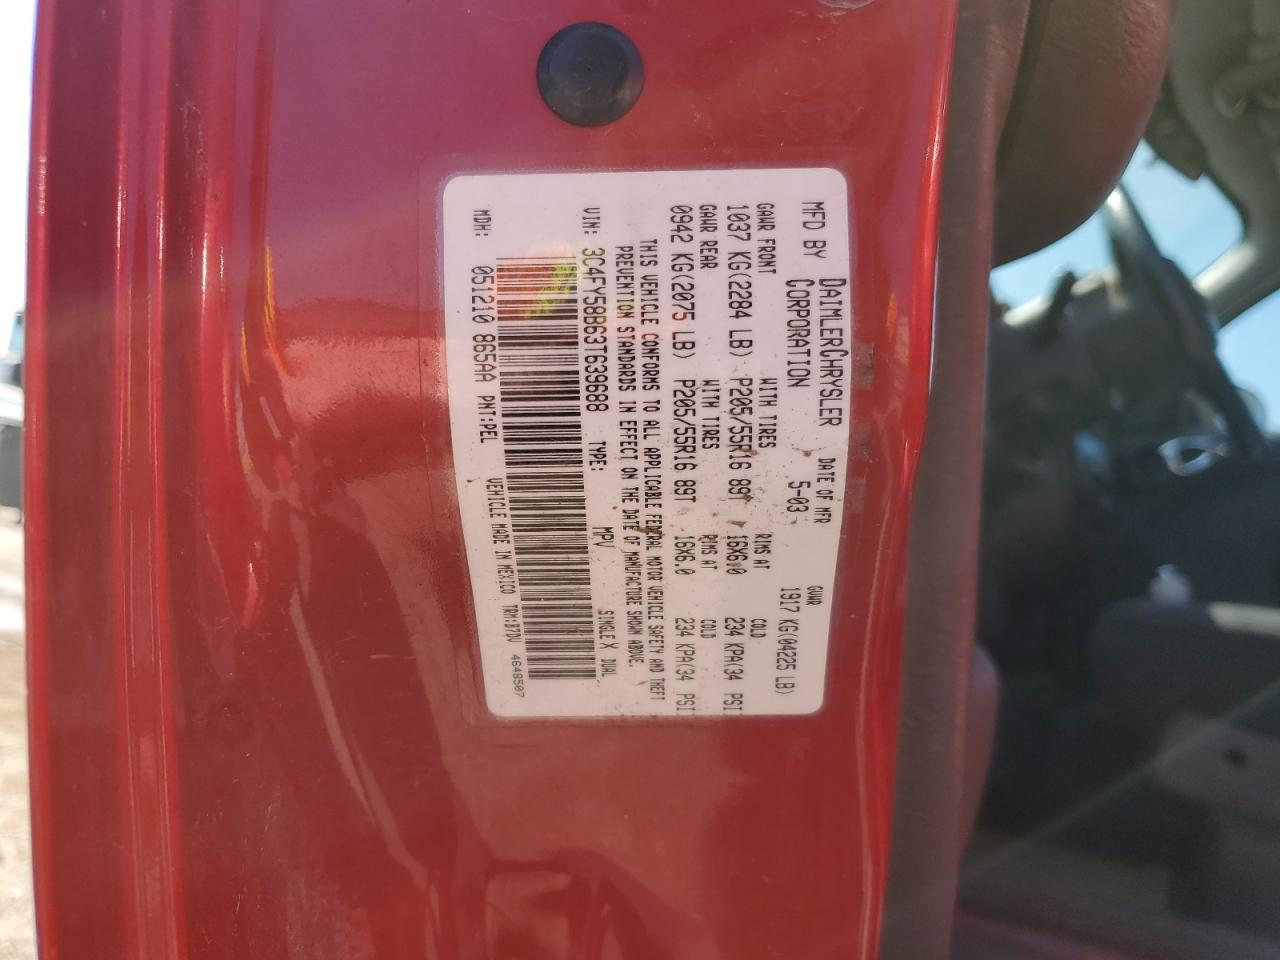 MFD BY DAIMLERCHRYSLER CORPORATION
DATE OF MFR
5-03
GVWR
1917 KG(04225 LB)
GAWR FRONT
WITH TIRES
RIMS AT
COLD
1037 KG(2284 LB)
P205/55R16 89T
16X6.0
234 KPA(34 PSI
GAWR REAR
WITH TIRES
RIMS AT
COLD
0942 KG(2075 LB)
P205/55R16 89T
16X6.0
234 KPA(34 PSI
THIS VEHICLE CONFORMS TO ALL APPLICABLE FEDERAL MOTOR VEHICLE SAFETY AND THEFT
PREVENTION STANDARDS IN EFFECT ON THE DATE OF MANUFACTURE SHOWN ABOVE.
VIN: 3C4FY58B63T639688 TYPE: MPV SINGLE X DUAL
MDH: 051210 865AA PNT:PEL
VEHICLE MADE IN MEXICO TRM:B7DV 4648507